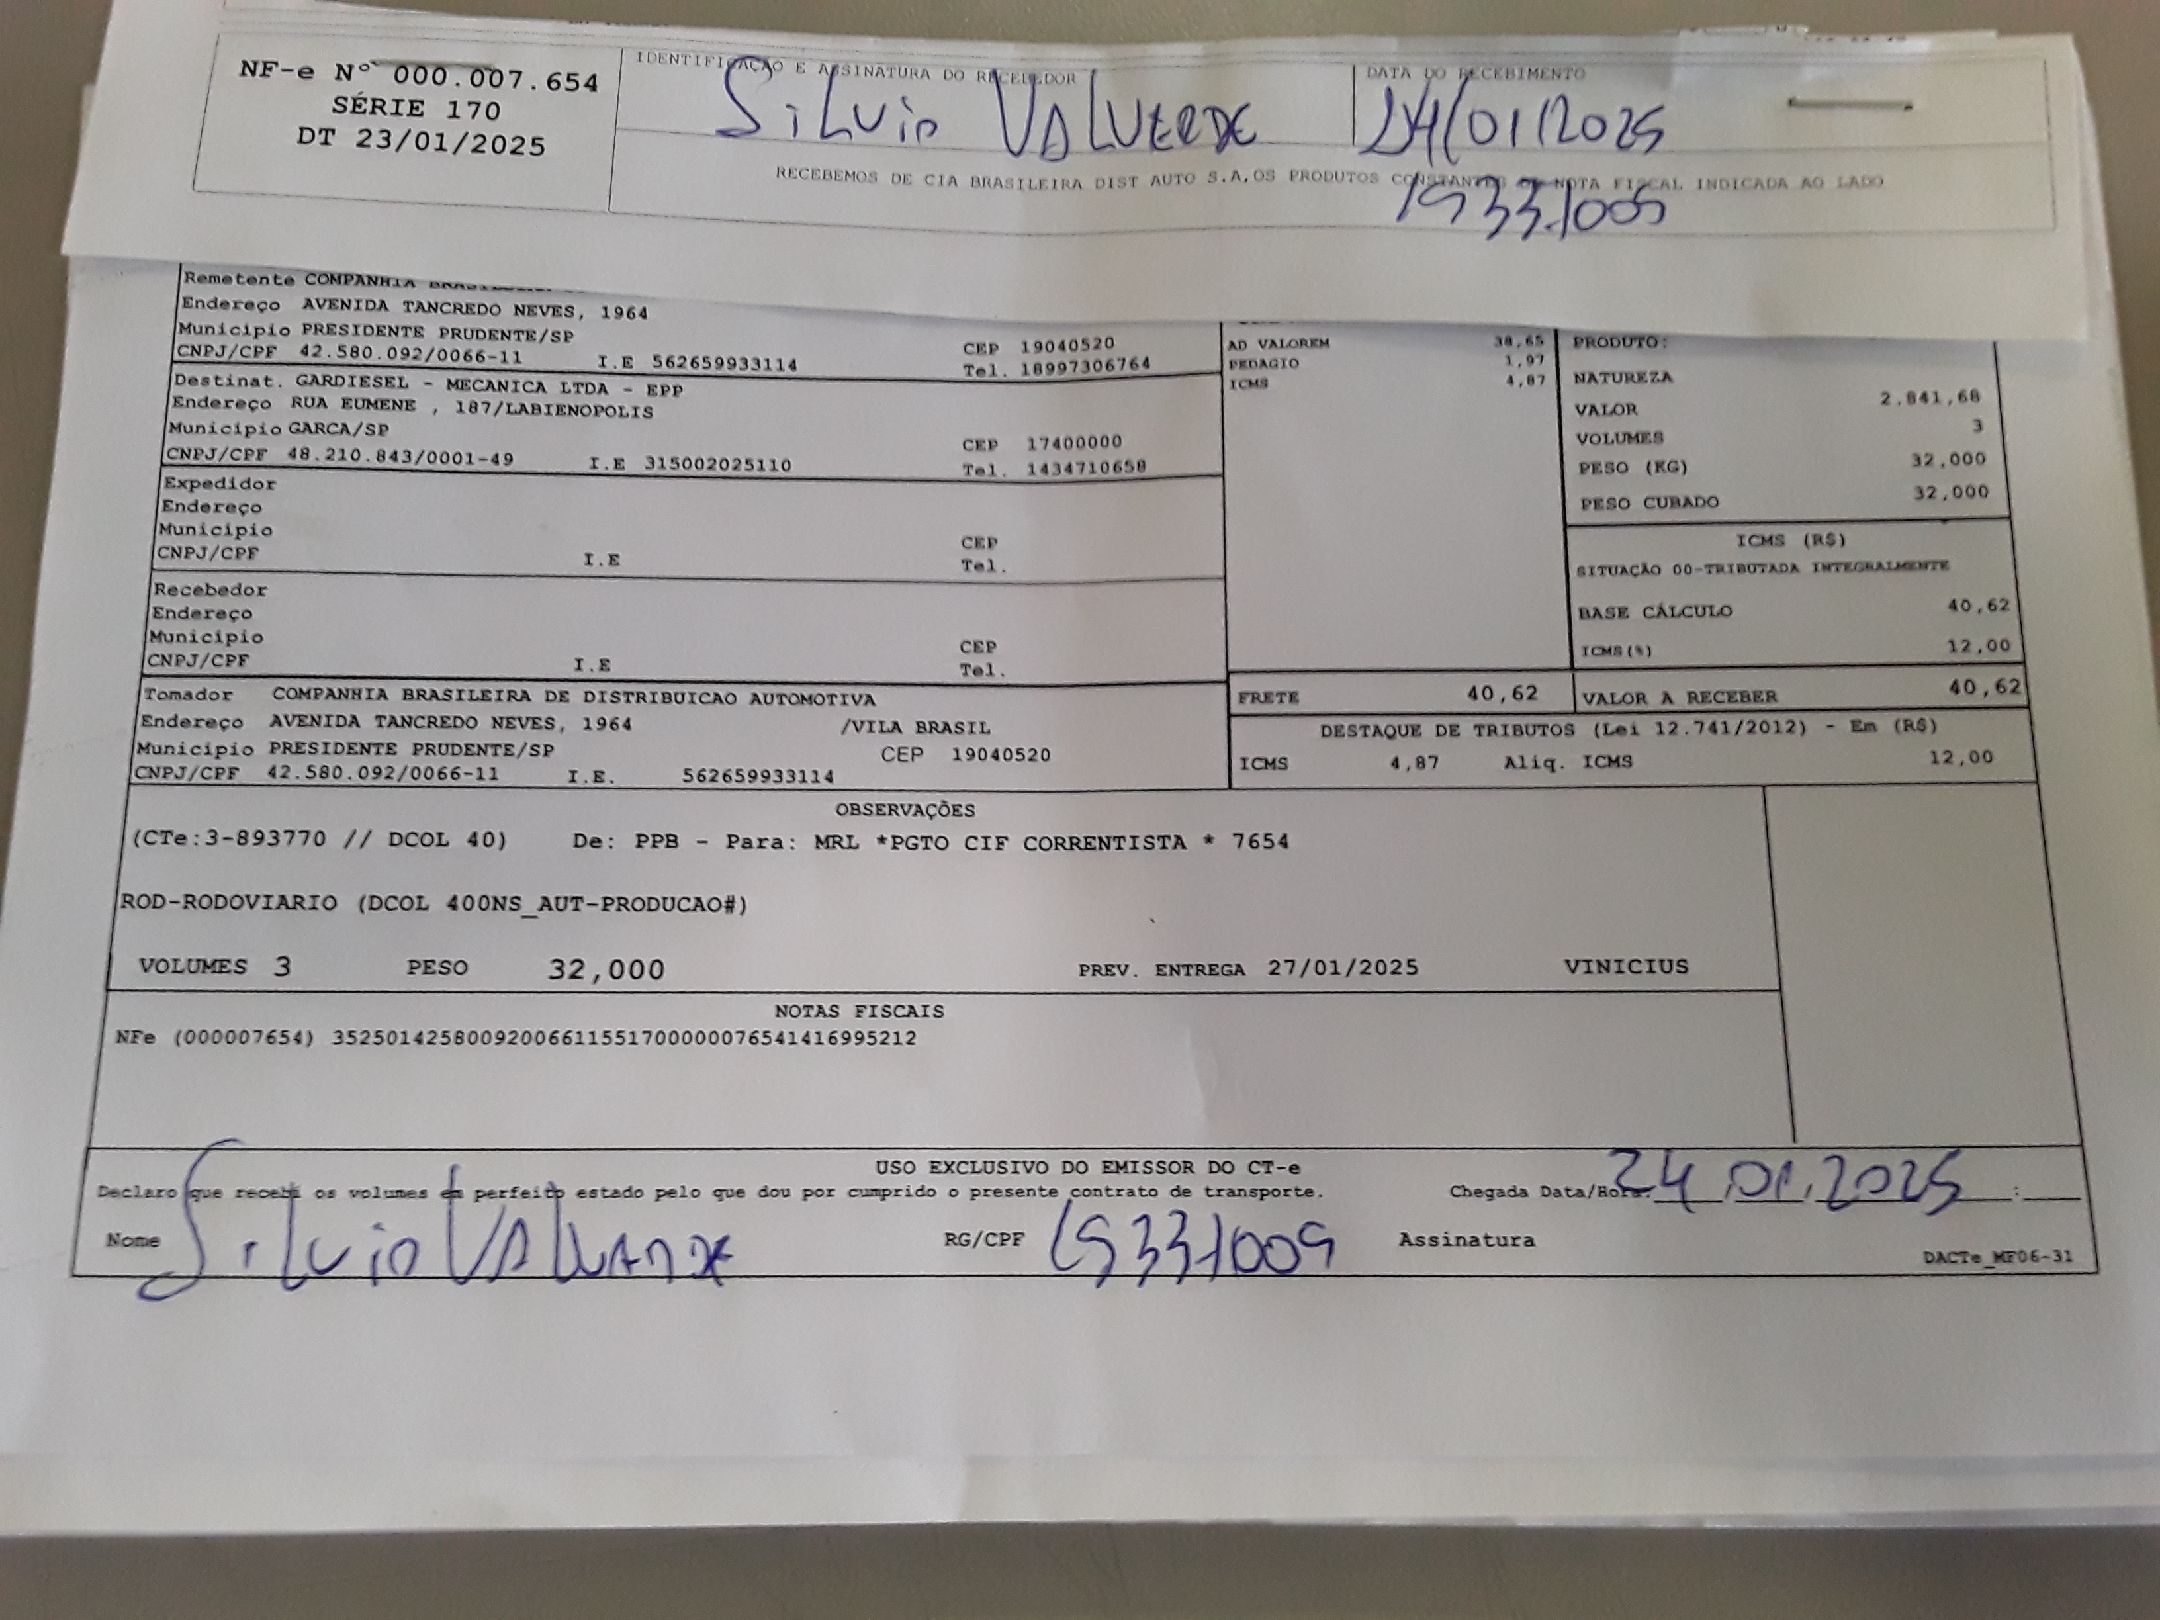 NF-e N° 000.007.654
SÉRIE 170
DT 23/01/2025
IDENTIFICAÇÃO E ASSINATURA DO RECEBEDOR
Silvio VALVERDE
DATA DO RECEBIMENTO
24/01/2025
RECEBEMOS DE CIA BRASILEIRA DIST AUTO S.A,OS PRODUTOS CONSTANTES DE NOTA FISCAL INDICADA AO LADO
Remetente COMPANHIA
Endereço AVENIDA TANCREDO NEVES, 1964
Município PRESIDENTE PRUDENTE/SP CEP 19040520
CNPJ/CPF 42.580.092/0066-11 I.E 562659933114 Tel. 18997306764
Destinat. GARDIESEL - MECANICA LTDA - EPP
Endereço RUA EUMENE , 187/LABIENOPOLIS
Município GARCA/SP CEP 17400000
CNPJ/CPF 48.210.843/0001-49 I.E 315002025110 Tel. 1434710658
Expedidor
Endereço
Município CEP
CNPJ/CPF I.E Tel.
Recebedor
Endereço
Município CEP
CNPJ/CPF I.E Tel.
Tomador COMPANHIA BRASILEIRA DE DISTRIBUICAO AUTOMOTIVA
Endereço AVENIDA TANCREDO NEVES, 1964 /VILA BRASIL
Município PRESIDENTE PRUDENTE/SP CEP 19040520
CNPJ/CPF 42.580.092/0066-11 I.E. 562659933114
AD VALOREM 38,65
PEDAGIO 1,97
ICMS 4,87
PRODUTO:
NATUREZA
VALOR 2.841,68
VOLUMES 3
PESO (KG) 32,000
PESO CUBADO 32,000
ICMS (R$)
SITUAÇÃO 00-TRIBUTADA INTEGRALMENTE
BASE CÁLCULO 40,62
ICMS(%) 12,00
FRETE 40,62 VALOR A RECEBER 40,62
DESTAQUE DE TRIBUTOS (Lei 12.741/2012) - Em (R$)
ICMS 4,87 Aliq. ICMS 12,00
OBSERVAÇÕES
(CTe:3-893770 // DCOL 40) De: PPB - Para: MRL *PGTO CIF CORRENTISTA * 7654
ROD-RODOVIARIO (DCOL 400NS_AUT-PRODUCAO#)
VOLUMES 3 PESO 32,000 PREV. ENTREGA 27/01/2025 VINICIUS
NOTAS FISCAIS
NFe (000007654) 35250142580092006611551700000076541416995212
USO EXCLUSIVO DO EMISSOR DO CT-e
Declaro que recebi os volumes em perfeito estado pelo que dou por cumprido o presente contrato de transporte. Chegada Data/Hora: 24.01.2025 :
Nome Silvio RG/CPF Assinatura
DACTe_MF06-31